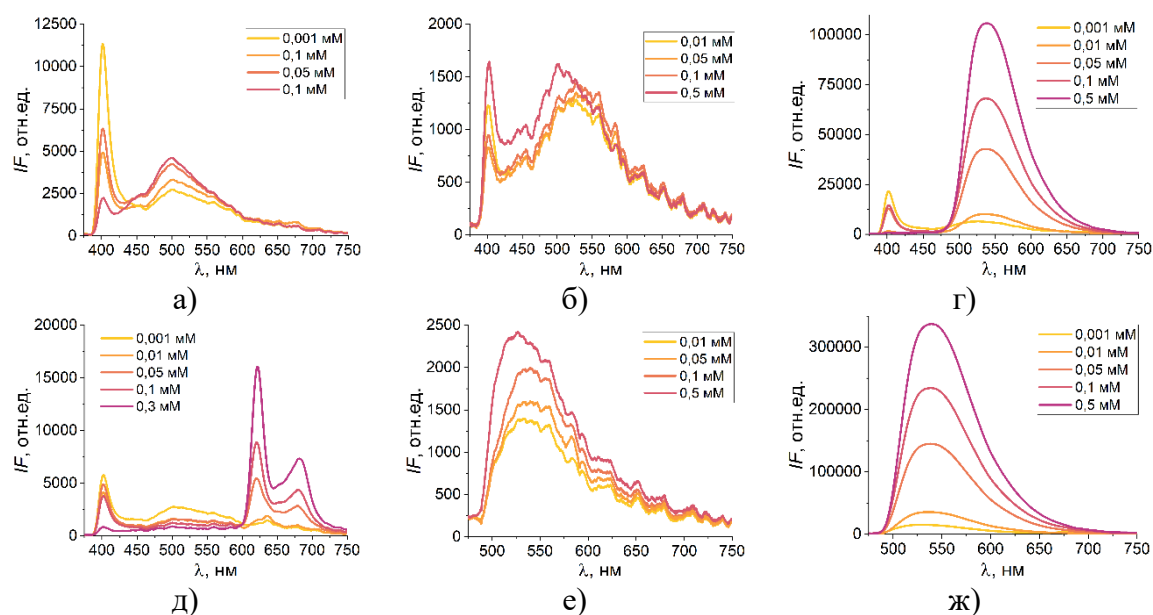 IF, отн.ед.
12500
10000
7500
5000
2500
0
0,001 мМ
0,1 мМ
0,05 мМ
0,1 мМ
400 450 500 550 600 650 700 750
λ, нм
а)
IF, отн.ед.
2000
1500
1000
500
0
0,01 мМ
0,05 мМ
0,1 мМ
0,5 мМ
400 450 500 550 600 650 700 750
λ, нм
б)
IF, отн.ед.
100000
75000
50000
25000
0
0,001 мМ
0,01 мМ
0,05 мМ
0,1 мМ
0,5 мМ
400 450 500 550 600 650 700 750
λ, нм
г)
IF, отн.ед.
20000
15000
10000
5000
0
0,001 мМ
0,01 мМ
0,05 мМ
0,1 мМ
0,3 мМ
400 450 500 550 600 650 700 750
λ, нм
д)
IF, отн.ед.
2500
2000
1500
1000
500
0
0,01 мМ
0,05 мМ
0,1 мМ
0,5 мМ
500 550 600 650 700 750
λ, нм
е)
IF, отн.ед.
300000
200000
100000
0
0,001 мМ
0,01 мМ
0,05 мМ
0,1 мМ
0,5 мМ
500 550 600 650 700 750
λ, нм
ж)